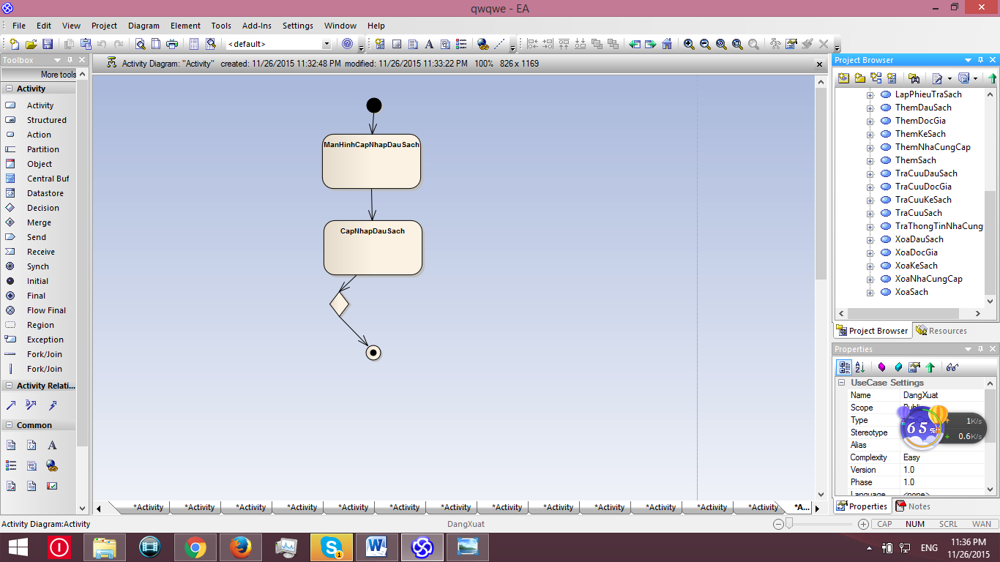 qwqwe - EA
File Edit View Project Diagram Element Tools Add-Ins Settings Window Help
<default>
Toolbox
More tools
Activity
Activity
Structured
Action
Partition
Object
Central Buf
Datastore
Decision
Merge
Send
Receive
Synch
Initial
Final
Flow Final
Region
Exception
Fork/Join
Fork/Join
Activity Relati...
Common
Activity Diagram: "Activity" created: 11/26/2015 11:32:48 PM modified: 11/26/2015 11:33:22 PM 100% 826 x 1169
ManHinhCapNhapDauSach
CapNhapDauSach
*Activity *Activity *Activity *Activity *Activity *Activity *Activity *Activity *Activity *Activity *Activity *Activity *Activity *A...
Project Browser
LapPhieuTraSach
ThemDauSach
ThemDocGia
ThemKeSach
ThemNhaCungCap
ThemSach
TraCuuDauSach
TraCuuDocGia
TraCuuKeSach
TraCuuSach
TraThongTinNhaCung
XoaDauSach
XoaDocGia
XoaKeSach
XoaNhaCungCap
XoaSach
Project Browser Resources
Properties
UseCase Settings
Name DangXuat
Scope Public
Type
Stereotype
Alias
Complexity Easy
Version 1.0
Phase 1.0
Language <none>
65%
1K/s
0.6K/s
Properties Notes
Activity Diagram:Activity DangXuat CAP NUM SCRL WAN
1
ENG
11:36 PM
11/26/2015